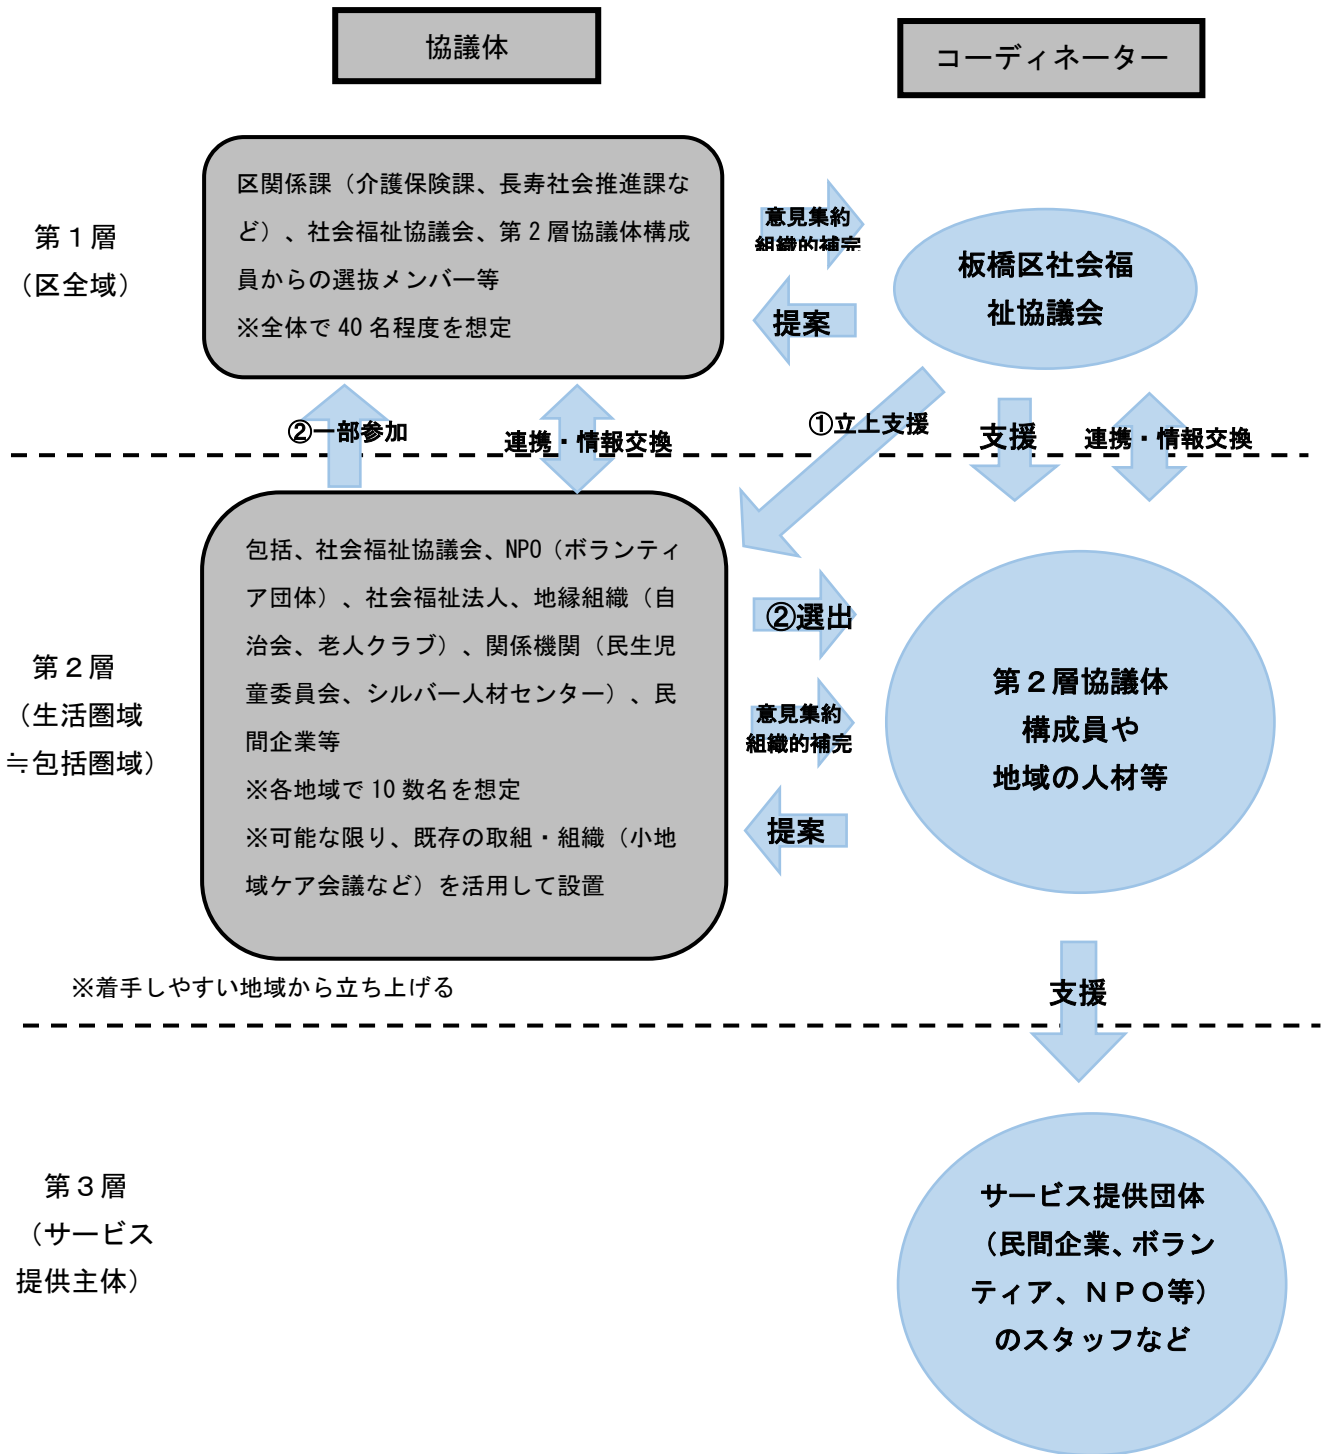 協議体
コーディネーター
第１層
（区全域）
区関係課（介護保険課、長寿社会推進課な
ど）、社会福祉協議会、第２層協議体構成
員からの選抜メンバー等
※全体で 40 名程度を想定
意見集約
組織的補完
提案
板橋区社会福
祉協議会
②一部参加
連携・情報交換
①立上支援
支援
連携・情報交換
第２層
（生活圏域
≒包括圏域）
包括、社会福祉協議会、NPO（ボランティ
ア団体）、社会福祉法人、地縁組織（自
治会、老人クラブ）、関係機関（民生児
童委員会、シルバー人材センター）、民
間企業等
※各地域で 10 数名を想定
※可能な限り、既存の取組・組織（小地
域ケア会議など）を活用して設置
②選出
意見集約
組織的補完
提案
第２層協議体
構成員や
地域の人材等
※着手しやすい地域から立ち上げる
支援
第３層
（サービス
提供主体）
サービス提供団体
（民間企業、ボラン
ティア、ＮＰＯ等）
のスタッフなど